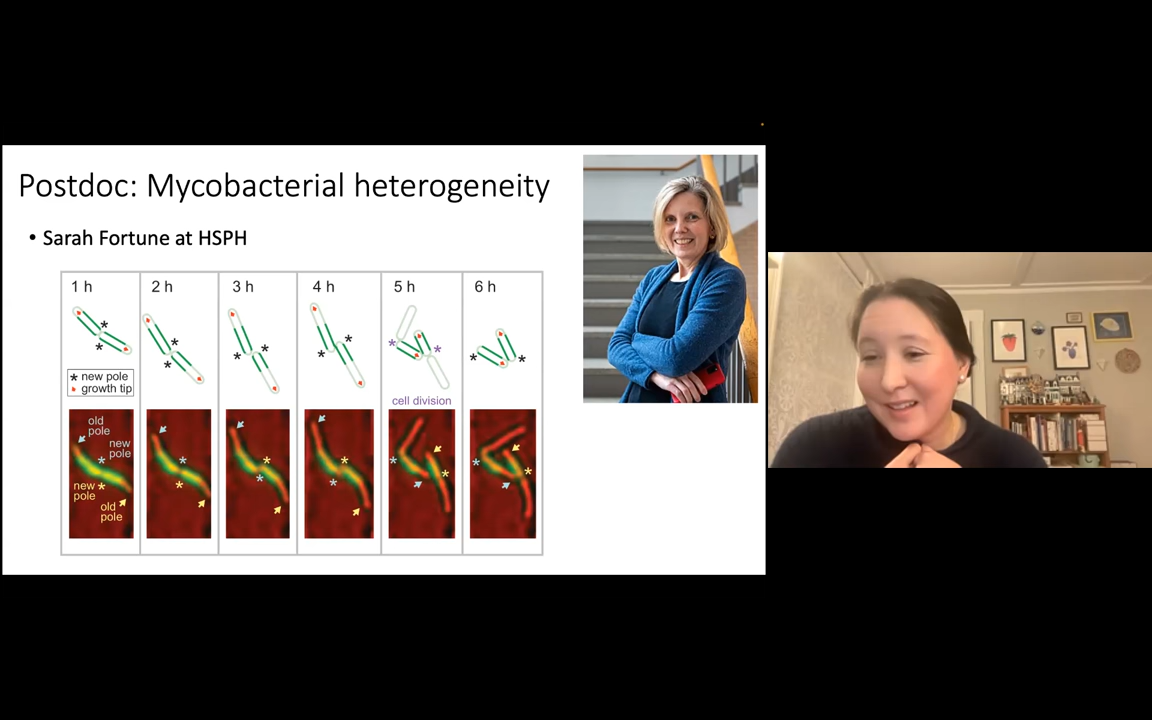 Postdoc: Mycobacterial heterogeneity
• Sarah Fortune at HSPH
1 h
2 h
3 h
4 h
5 h
6 h
* new pole
growth tip
cell division
old
pole
new
pole
new
pole
old
pole